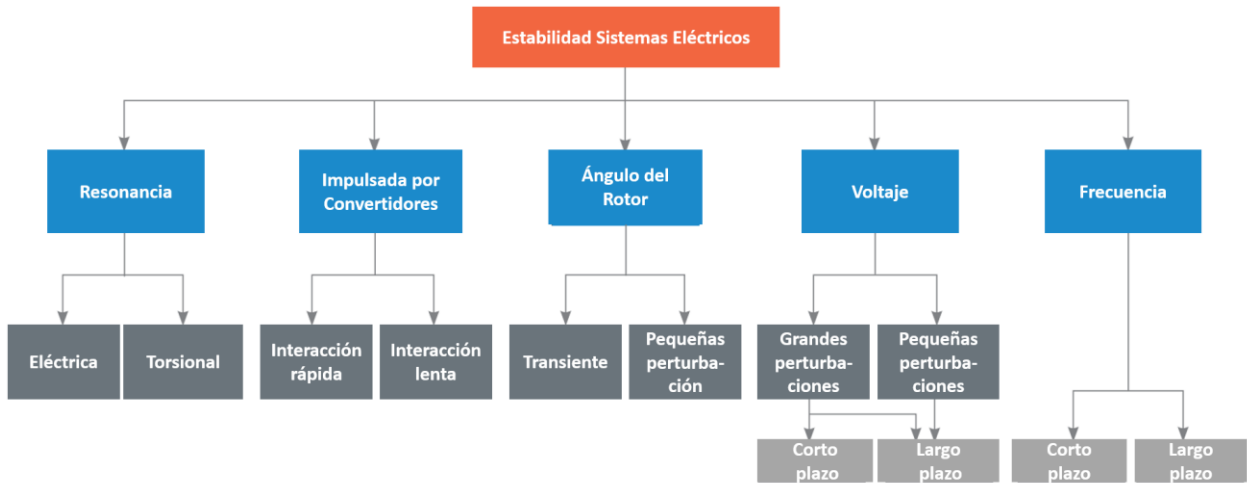 Estabilidad Sistemas Eléctricos
Resonancia
Impulsada por
Convertidores
Ángulo del
Rotor
Voltaje
Frecuencia
Eléctrica
Torsional
Interacción
rápida
Interacción
lenta
Transiente
Pequeñas
perturba-
ción
Grandes
perturba-
ciones
Pequeñas
perturba-
ciones
Corto
plazo
Largo
plazo
Corto
plazo
Largo
plazo